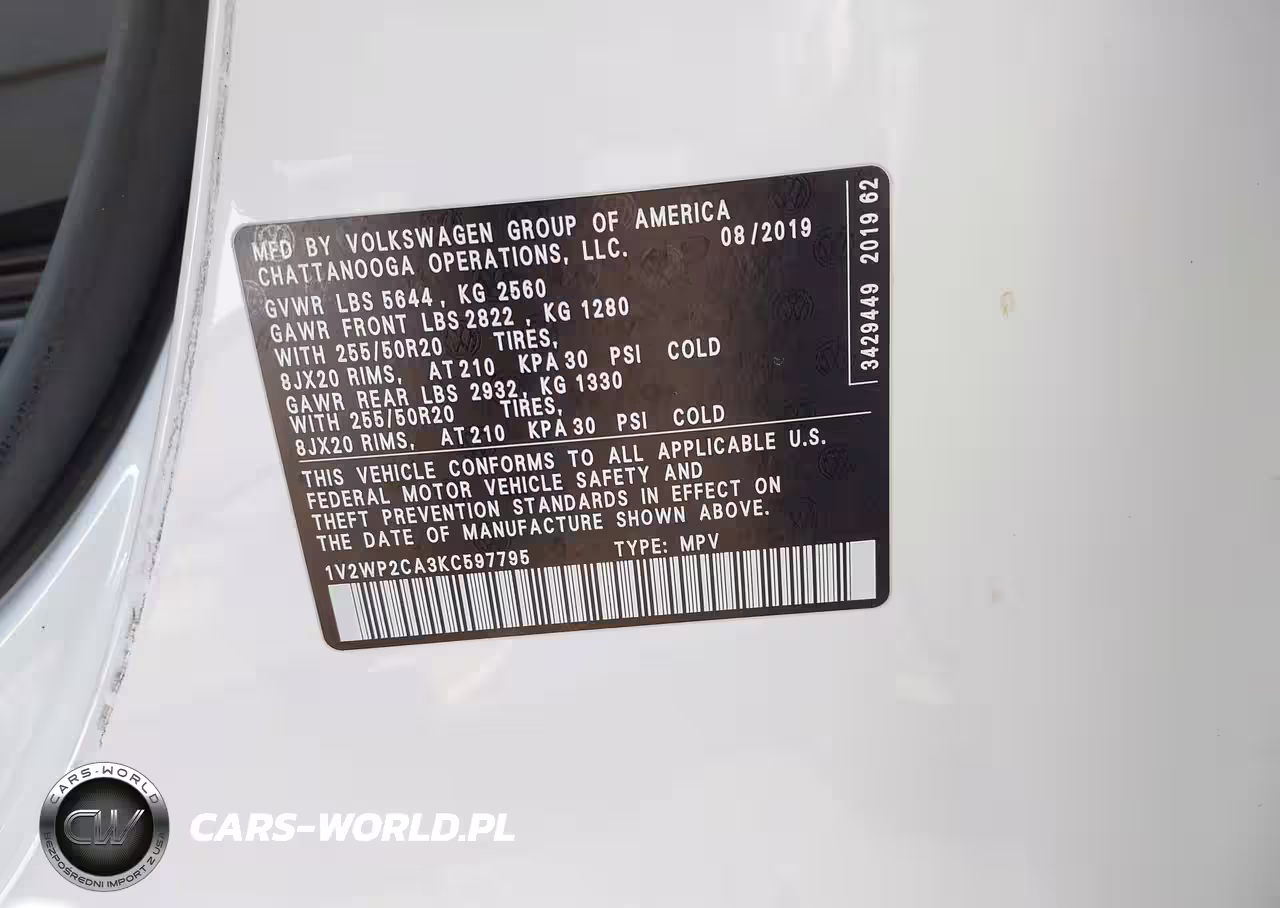 MFD BY VOLKSWAGEN GROUP OF AMERICA
CHATTANOOGA OPERATIONS, LLC. 08/2019
GVWR LBS 5644, KG 2560
GAWR FRONT LBS 2822, KG 1280
WITH 255/50R20 TIRES,
8JX20 RIMS, AT 210 KPA 30 PSI COLD
GAWR REAR LBS 2932, KG 1330
WITH 255/50R20 TIRES,
8JX20 RIMS, AT 210 KPA 30 PSI COLD
THIS VEHICLE CONFORMS TO ALL APPLICABLE U.S.
FEDERAL MOTOR VEHICLE SAFETY AND
THEFT PREVENTION STANDARDS IN EFFECT ON
THE DATE OF MANUFACTURE SHOWN ABOVE.
1V2WP2CA3KC597795 TYPE: MPV
3429449 2019 62
CARS-WORLD
CW
BEZPOŚREDNI IMPORT Z USA
CARS-WORLD.PL